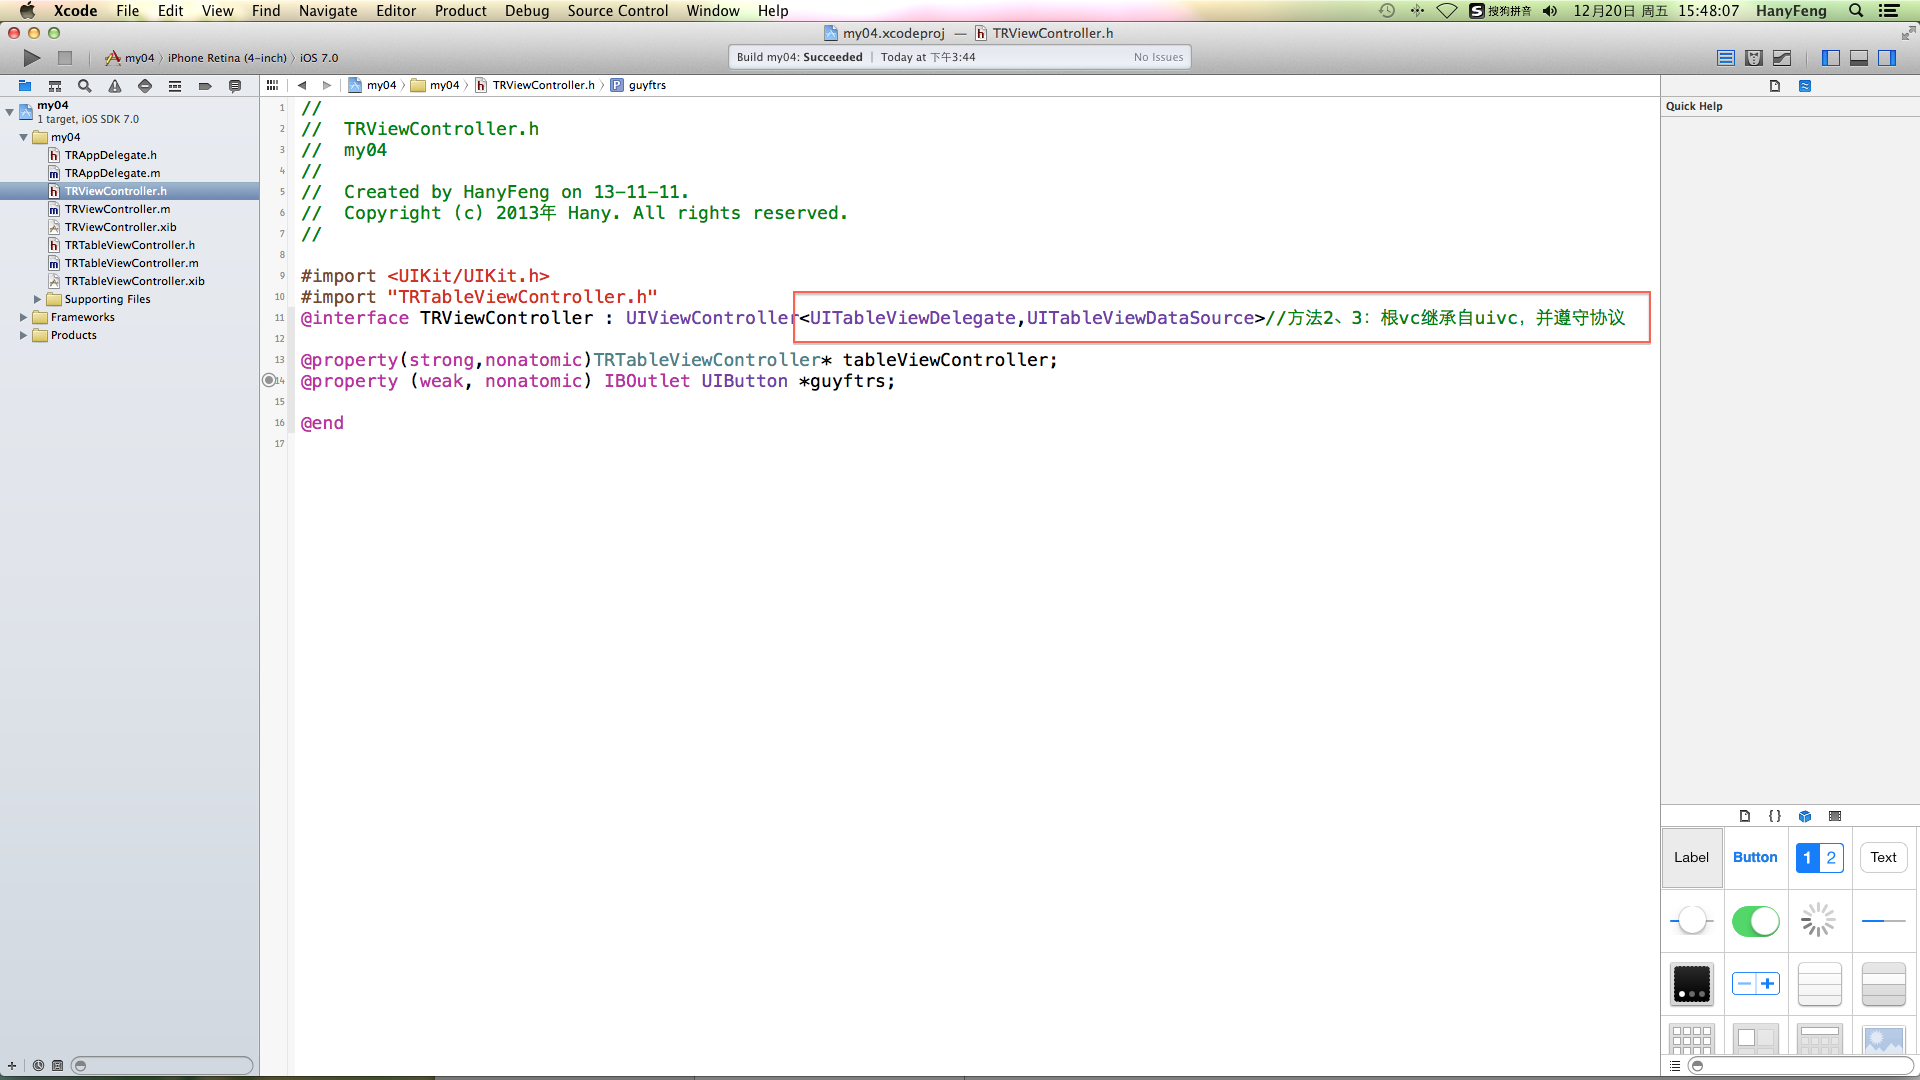 Xcode File Edit View Find Navigate Editor Product Debug Source Control Window Help 搜狗拼音 12月20日 周五 15:48:07 HanyFeng
my04.xcodeproj — TRViewController.h
my04 〉 iPhone Retina (4-inch) 〉 iOS 7.0
Build my04: Succeeded | Today at 下午3:44 No Issues
my04 〉 my04 〉 TRViewController.h 〉 guyftrs
my04
1 target, iOS SDK 7.0
my04
TRAppDelegate.h
TRAppDelegate.m
TRViewController.h
TRViewController.m
TRViewController.xib
TRTableViewController.h
TRTableViewController.m
TRTableViewController.xib
Supporting Files
Frameworks
Products
1 //
2 //  TRViewController.h
3 //  my04
4 //
5 //  Created by HanyFeng on 13-11-11.
6 //  Copyright (c) 2013年 Hany. All rights reserved.
7 //
8
9 #import <UIKit/UIKit.h>
10 #import "TRTableViewController.h"
11 @interface TRViewController : UIViewController<UITableViewDelegate,UITableViewDataSource>//方法2、3：根vc继承自uivc，并遵守协议
12
13 @property(strong,nonatomic)TRTableViewController* tableViewController;
14 @property (weak, nonatomic) IBOutlet UIButton *guyftrs;
15
16 @end
17
Quick Help
{ }
Label Button 1 2 Text